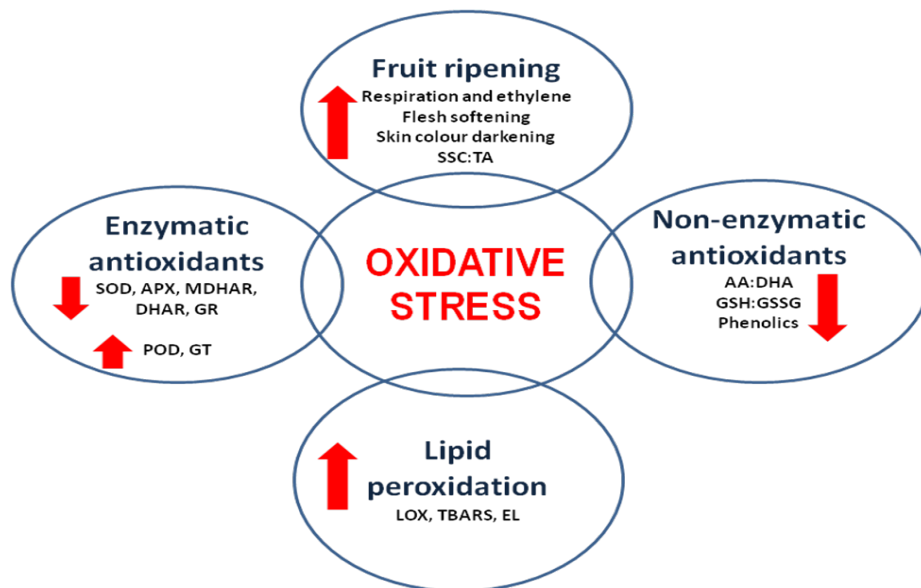 Fruit ripening
Respiration and ethylene
Flesh softening
Skin colour darkening
SSC:TA
Enzymatic
antioxidants
SOD, APX, MDHAR,
DHAR, GR
POD, GT
OXIDATIVE
STRESS
Non-enzymatic
antioxidants
AA:DHA
GSH:GSSG
Phenolics
Lipid
peroxidation
LOX, TBARS, EL